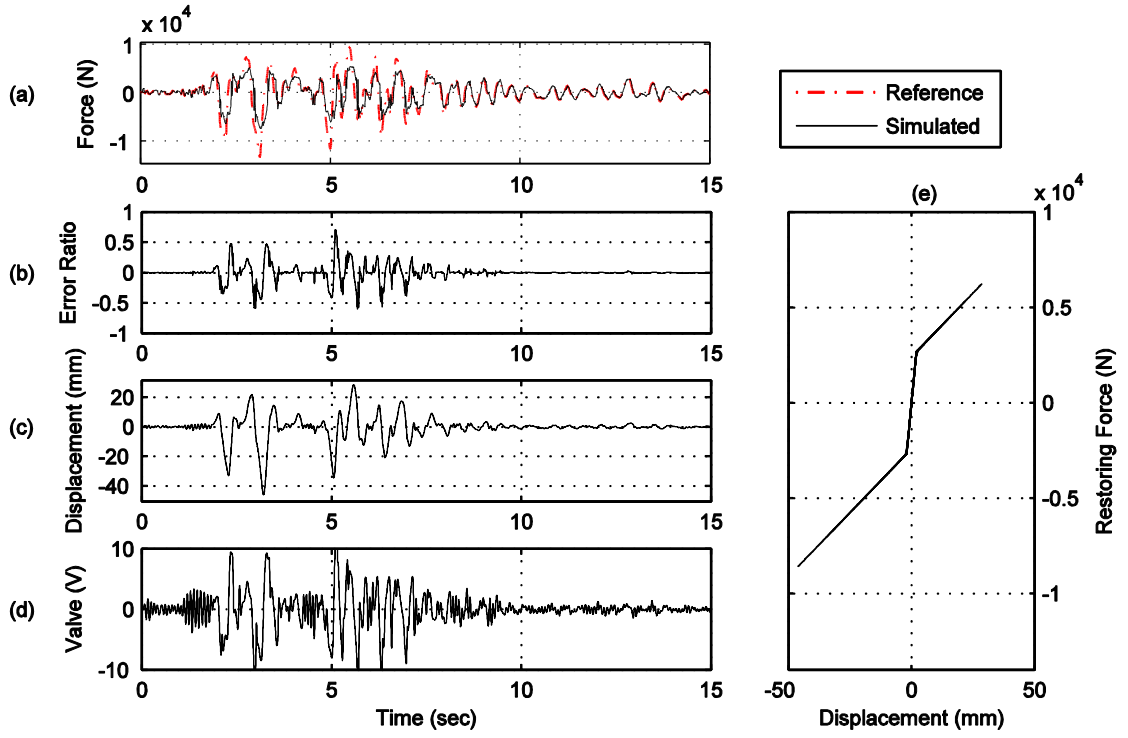 x 10^4
(a)
Force (N)
1
0
-1
0
5
10
15
Reference
Simulated
(b)
Error Ratio
1
0.5
0
-0.5
-1
0
5
10
15
(c)
Displacement (mm)
20
0
-20
-40
0
5
10
15
(d)
Valve (V)
10
0
-10
0
5
10
15
Time (sec)
(e)
x 10^4
1
0.5
0
-0.5
-1
Restoring Force (N)
-50
0
50
Displacement (mm)